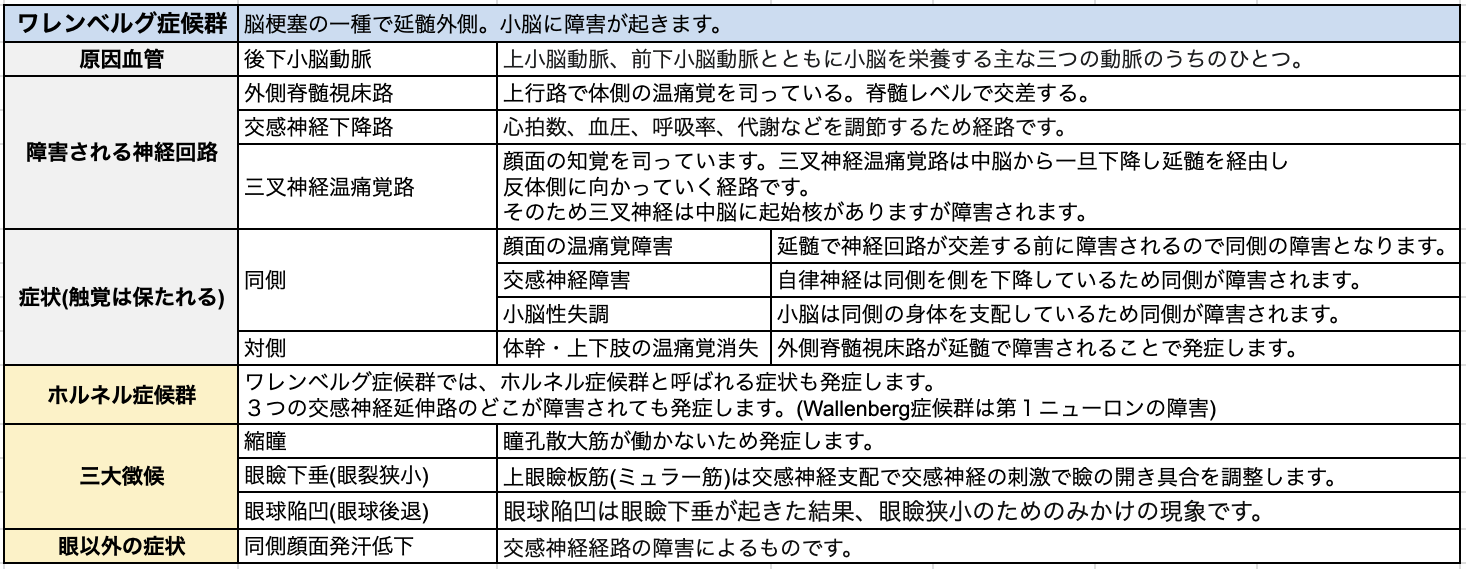 ワレンベルグ症候群 脳梗塞の一種で延髄外側。小脳に障害が起きます。
原因血管 後下小脳動脈 上小脳動脈、前下小脳動脈とともに小脳を栄養する主な三つの動脈のうちのひとつ。
障害される神経回路
外側脊髄視床路 上行路で体側の温痛覚を司っている。脊髄レベルで交差する。
交感神経下降路 心拍数、血圧、呼吸率、代謝などを調節するため経路です。
三叉神経温痛覚路
顔面の知覚を司っています。三叉神経温痛覚路は中脳から一旦下降し延髄を経由し
反体側に向かっていく経路です。
そのため三叉神経は中脳に起始核がありますが障害されます。
症状(触覚は保たれる)
同側
顔面の温痛覚障害 延髄で神経回路が交差する前に障害されるので同側の障害となります。
交感神経障害 自律神経は同側を側を下降しているため同側が障害されます。
小脳性失調 小脳は同側の身体を支配しているため同側が障害されます。
対側 体幹・上下肢の温痛覚消失 外側脊髄視床路が延髄で障害されることで発症します。
ホルネル症候群
ワレンベルグ症候群では、ホルネル症候群と呼ばれる症状も発症します。
３つの交感神経延伸路のどこが障害されても発症します。(Wallenberg症候群は第１ニューロンの障害)
三大徴候
縮瞳 瞳孔散大筋が働かないため発症します。
眼瞼下垂(眼裂狭小) 上眼瞼板筋(ミュラー筋)は交感神経支配で交感神経の刺激で瞼の開き具合を調整します。
眼球陥凹(眼球後退) 眼球陥凹は眼瞼下垂が起きた結果、眼瞼狭小のためのみかけの現象です。
眼以外の症状 同側顔面発汗低下 交感神経経路の障害によるものです。